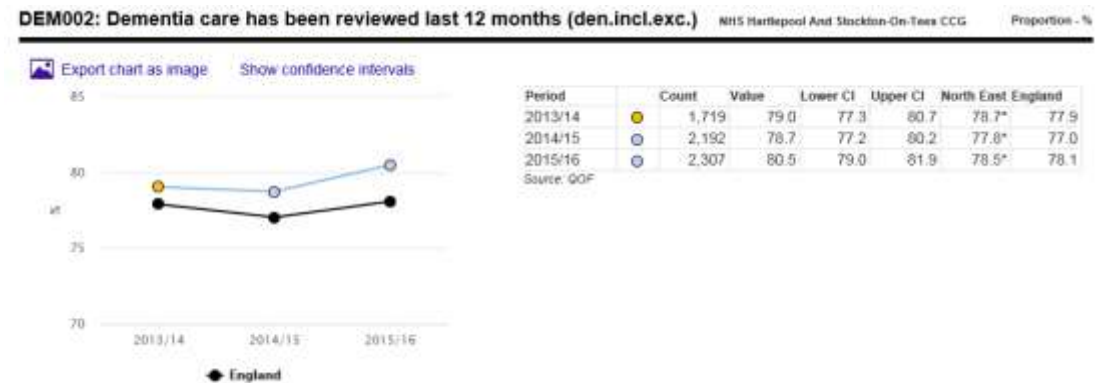 DEM002: Dementia care has been reviewed last 12 months (den.incl.exc.) NHS Hartlepool And Stockton-On-Tees CCG Proportion - %
Export chart as image Show confidence intervals
85
80
%
75
70
2013/14 2014/15 2015/16
England
Period Count Value Lower CI Upper CI North East England
2013/14 1,719 79.0 77.3 80.7 78.7* 77.9
2014/15 2,192 78.7 77.2 80.2 77.8* 77.0
2015/16 2,307 80.5 79.0 81.9 78.5* 78.1
Source: QOF